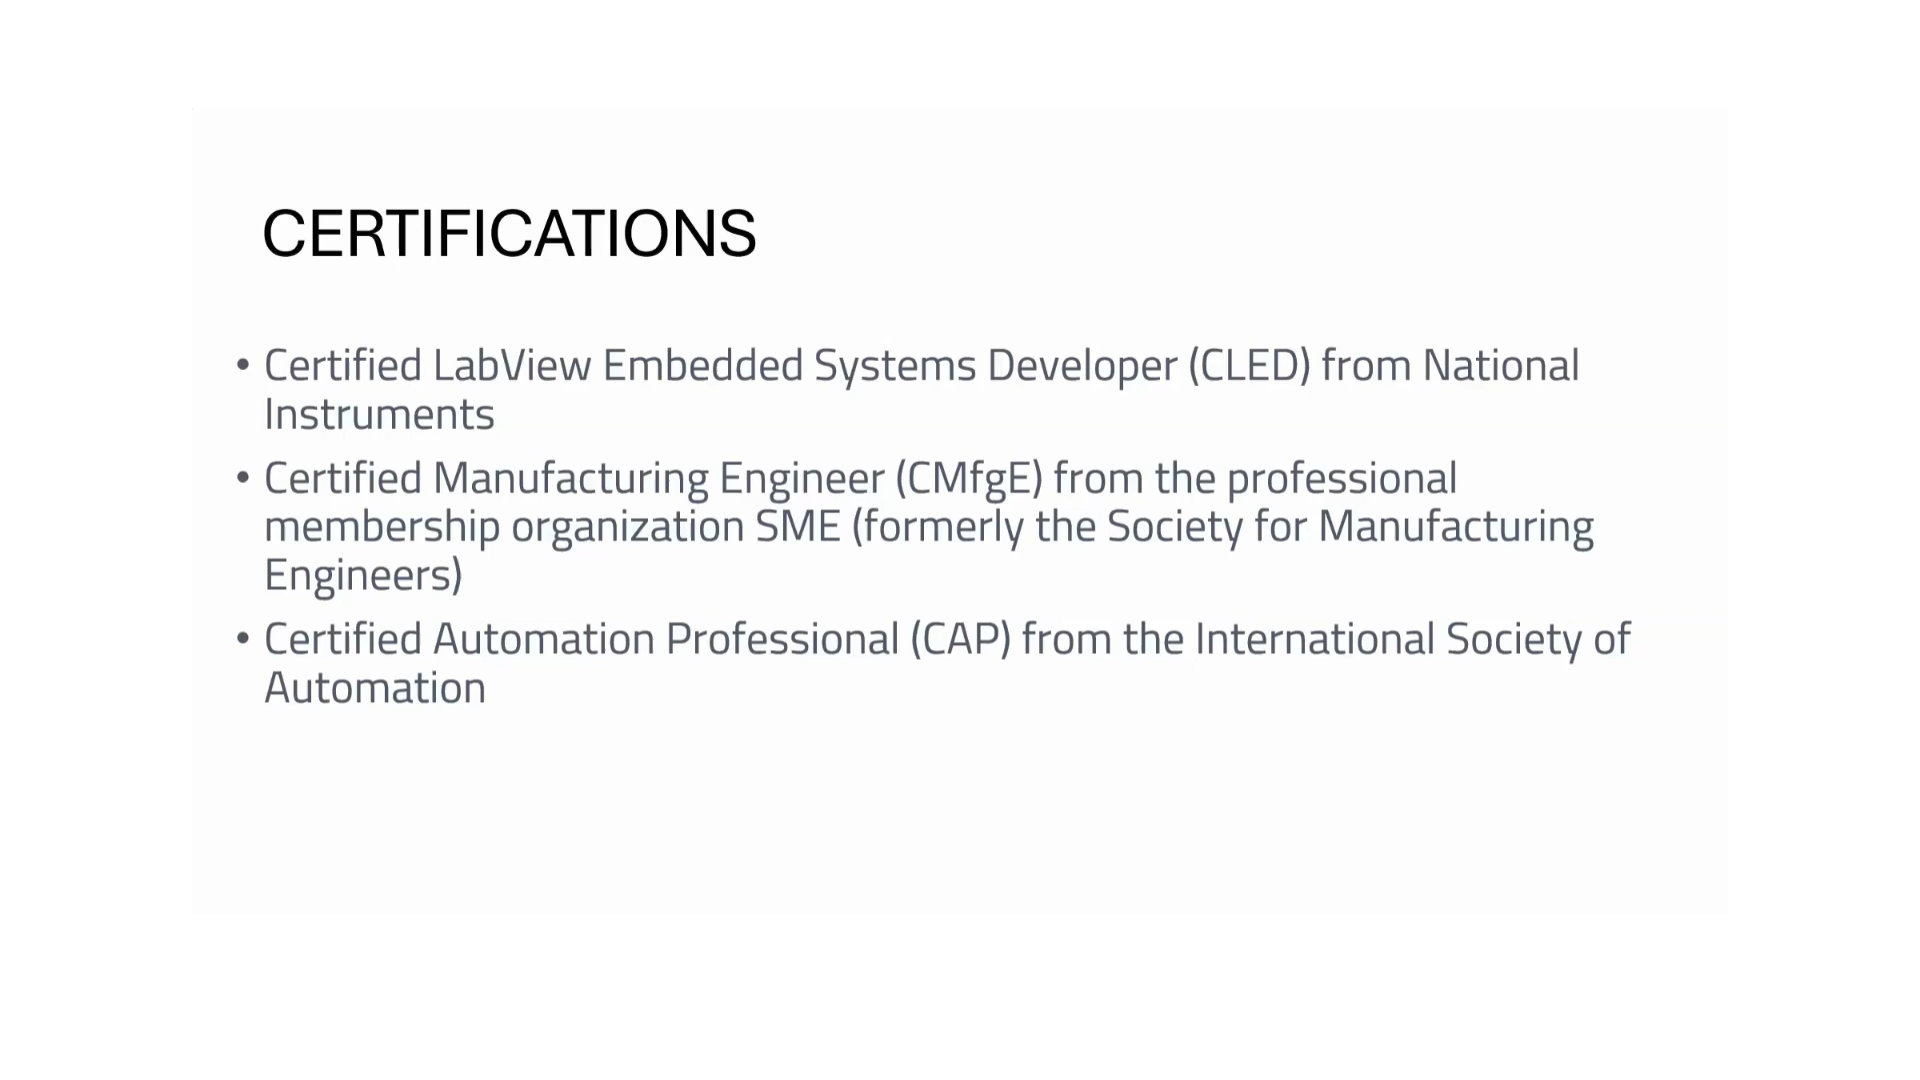 CERTIFICATIONS
• Certified LabView Embedded Systems Developer (CLED) from National
Instruments
• Certified Manufacturing Engineer (CMfgE) from the professional
membership organization SME (formerly the Society for Manufacturing
Engineers)
• Certified Automation Professional (CAP) from the International Society of
Automation